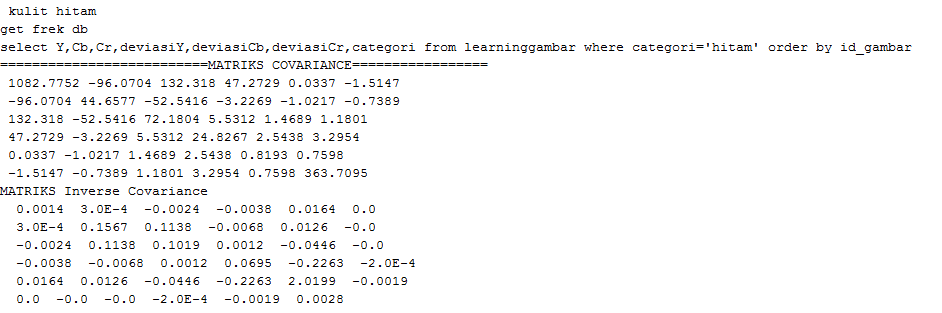 kulit hitam
get frek db
select Y,Cb,Cr,deviasiY,deviasiCb,deviasiCr,categori from learninggambar where categori='hitam' order by id_gambar
==========================MATRIKS COVARIANCE=================
1082.7752 -96.0704 132.318 47.2729 0.0337 -1.5147
-96.0704 44.6577 -52.5416 -3.2269 -1.0217 -0.7389
132.318 -52.5416 72.1804 5.5312 1.4689 1.1801
47.2729 -3.2269 5.5312 24.8267 2.5438 3.2954
0.0337 -1.0217 1.4689 2.5438 0.8193 0.7598
-1.5147 -0.7389 1.1801 3.2954 0.7598 363.7095
MATRIKS Inverse Covariance
0.0014 3.0E-4 -0.0024 -0.0038 0.0164 0.0
3.0E-4 0.1567 0.1138 -0.0068 0.0126 -0.0
-0.0024 0.1138 0.1019 0.0012 -0.0446 -0.0
-0.0038 -0.0068 0.0012 0.0695 -0.2263 -2.0E-4
0.0164 0.0126 -0.0446 -0.2263 2.0199 -0.0019
0.0 -0.0 -0.0 -2.0E-4 -0.0019 0.0028